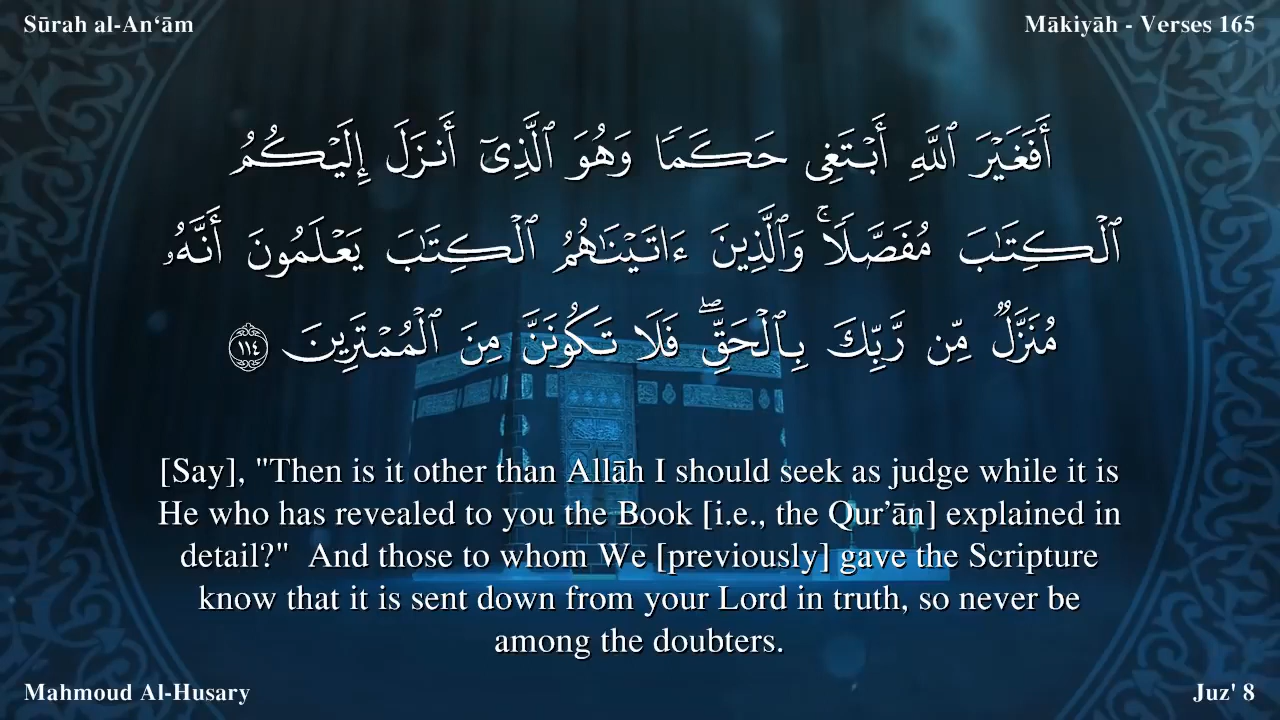 Sūrah al-An‘ām
Mākiyāh - Verses 165
أَفَغَيْرَ ٱللَّهِ أَبْتَغِى حَكَمًا وَهُوَ ٱلَّذِىٓ أَنزَلَ إِلَيْكُمُ
ٱلْكِتَٰبَ مُفَصَّلًا ۚ وَٱلَّذِينَ ءَاتَيْنَٰهُمُ ٱلْكِتَٰبَ يَعْلَمُونَ أَنَّهُۥ
مُنَزَّلٌ مِّن رَّبِّكَ بِٱلْحَقِّ ۖ فَلَا تَكُونَنَّ مِنَ ٱلْمُمْتَرِينَ ١١٤
[Say], "Then is it other than Allāh I should seek as judge while it is
He who has revealed to you the Book [i.e., the Qur’ān] explained in
detail?"  And those to whom We [previously] gave the Scripture
know that it is sent down from your Lord in truth, so never be
among the doubters.
Mahmoud Al-Husary
Juz' 8